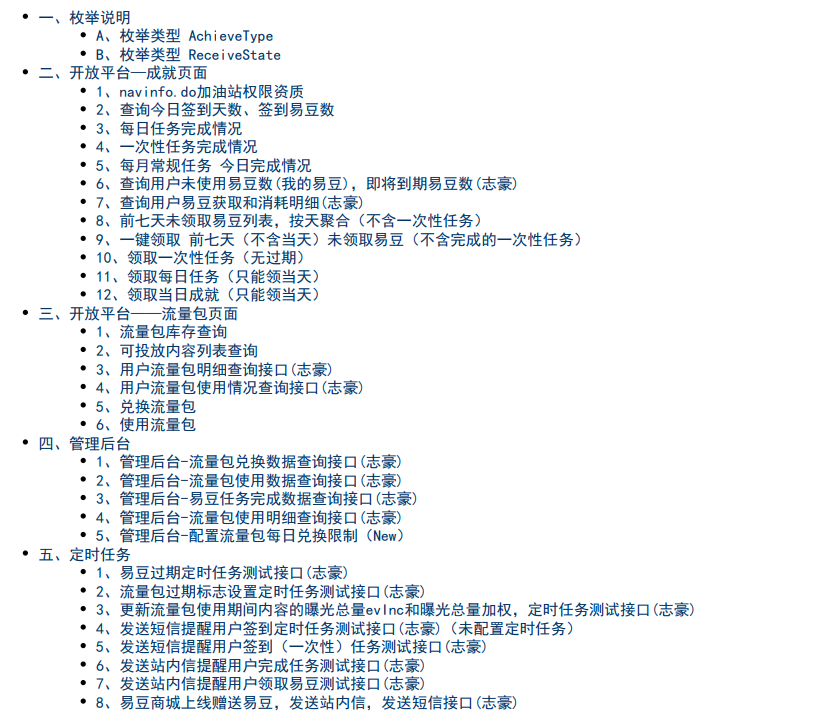 一、枚举说明
A、枚举类型 AchieveType
B、枚举类型 ReceiveState
二、开放平台—成就页面
1、navinfo.do加油站权限资质
2、查询今日签到天数、签到易豆数
3、每日任务完成情况
4、一次性任务完成情况
5、每月常规任务 今日完成情况
6、查询用户未使用易豆数(我的易豆)，即将到期易豆数(志豪)
7、查询用户易豆获取和消耗明细(志豪)
8、前七天未领取易豆列表，按天聚合（不含一次性任务）
9、一键领取 前七天（不含当天）未领取易豆（不含完成的一次性任务）
10、领取一次性任务（无过期）
11、领取每日任务（只能领当天）
12、领取当日成就（只能领当天）
三、开放平台——流量包页面
1、流量包库存查询
2、可投放内容列表查询
3、用户流量包明细查询接口(志豪)
4、用户流量包使用情况查询接口(志豪)
5、兑换流量包
6、使用流量包
四、管理后台
1、管理后台-流量包兑换数据查询接口(志豪)
2、管理后台-流量包使用数据查询接口(志豪)
3、管理后台-易豆任务完成数据查询接口(志豪)
4、管理后台-流量包使用明细查询接口(志豪)
5、管理后台-配置流量包每日兑换限制（New）
五、定时任务
1、易豆过期定时任务测试接口(志豪)
2、流量包过期标志设置定时任务测试接口(志豪)
3、更新流量包使用期间内容的曝光总量evInc和曝光总量加权，定时任务测试接口(志豪)
4、发送短信提醒用户签到定时任务测试接口(志豪)（未配置定时任务）
5、发送短信提醒用户签到（一次性）任务测试接口(志豪)
6、发送站内信提醒用户完成任务测试接口(志豪)
7、发送站内信提醒用户领取易豆测试接口(志豪)
8、易豆商城上线赠送易豆，发送站内信，发送短信接口(志豪)